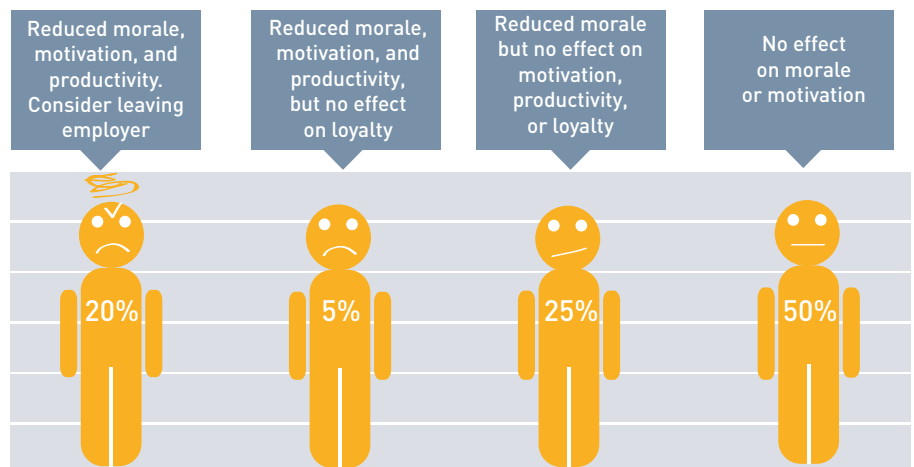 Reduced morale,
motivation, and
productivity.
Consider leaving
employer
Reduced morale,
motivation, and
productivity,
but no effect
on loyalty
Reduced morale
but no effect on
motivation,
productivity,
or loyalty
No effect
on morale
or motivation
20%
5%
25%
50%